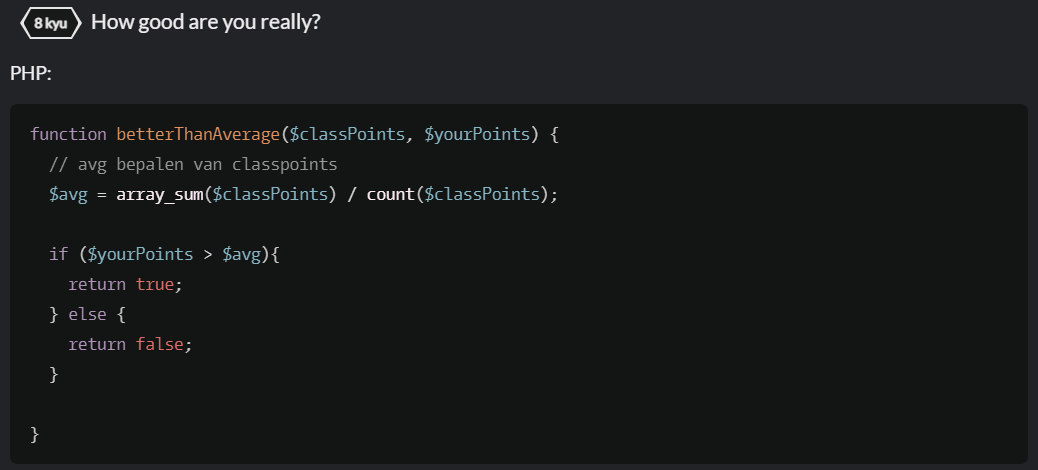 8 kyu How good are you really?
PHP:
function betterThanAverage($classPoints, $yourPoints) {
  // avg bepalen van classpoints
  $avg = array_sum($classPoints) / count($classPoints);

  if ($yourPoints > $avg){
    return true;
  } else {
    return false;
  }

}